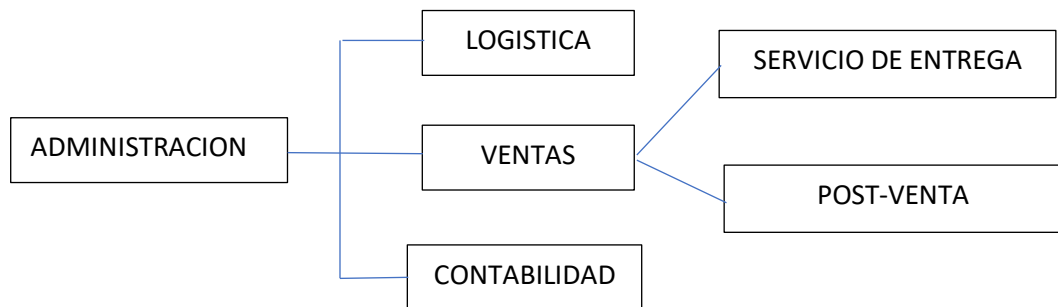 LOGISTICA
SERVICIO DE ENTREGA
ADMINISTRACION
VENTAS
POST-VENTA
CONTABILIDAD